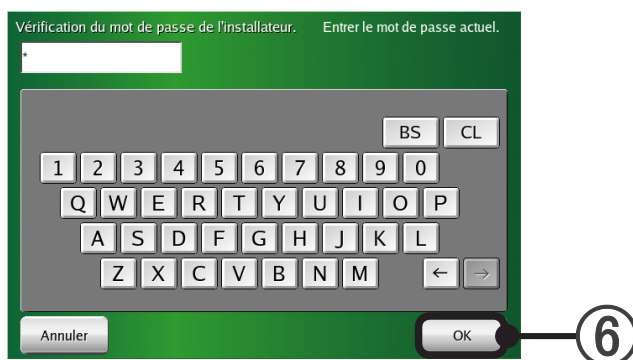 Vérification du mot de passe de l'installateur. Entrer le mot de passe actuel.
*
BS CL
1 2 3 4 5 6 7 8 9 0
Q W E R T Y U I O P
A S D F G H J K L
Z X C V B N M ← →
Annuler OK 6